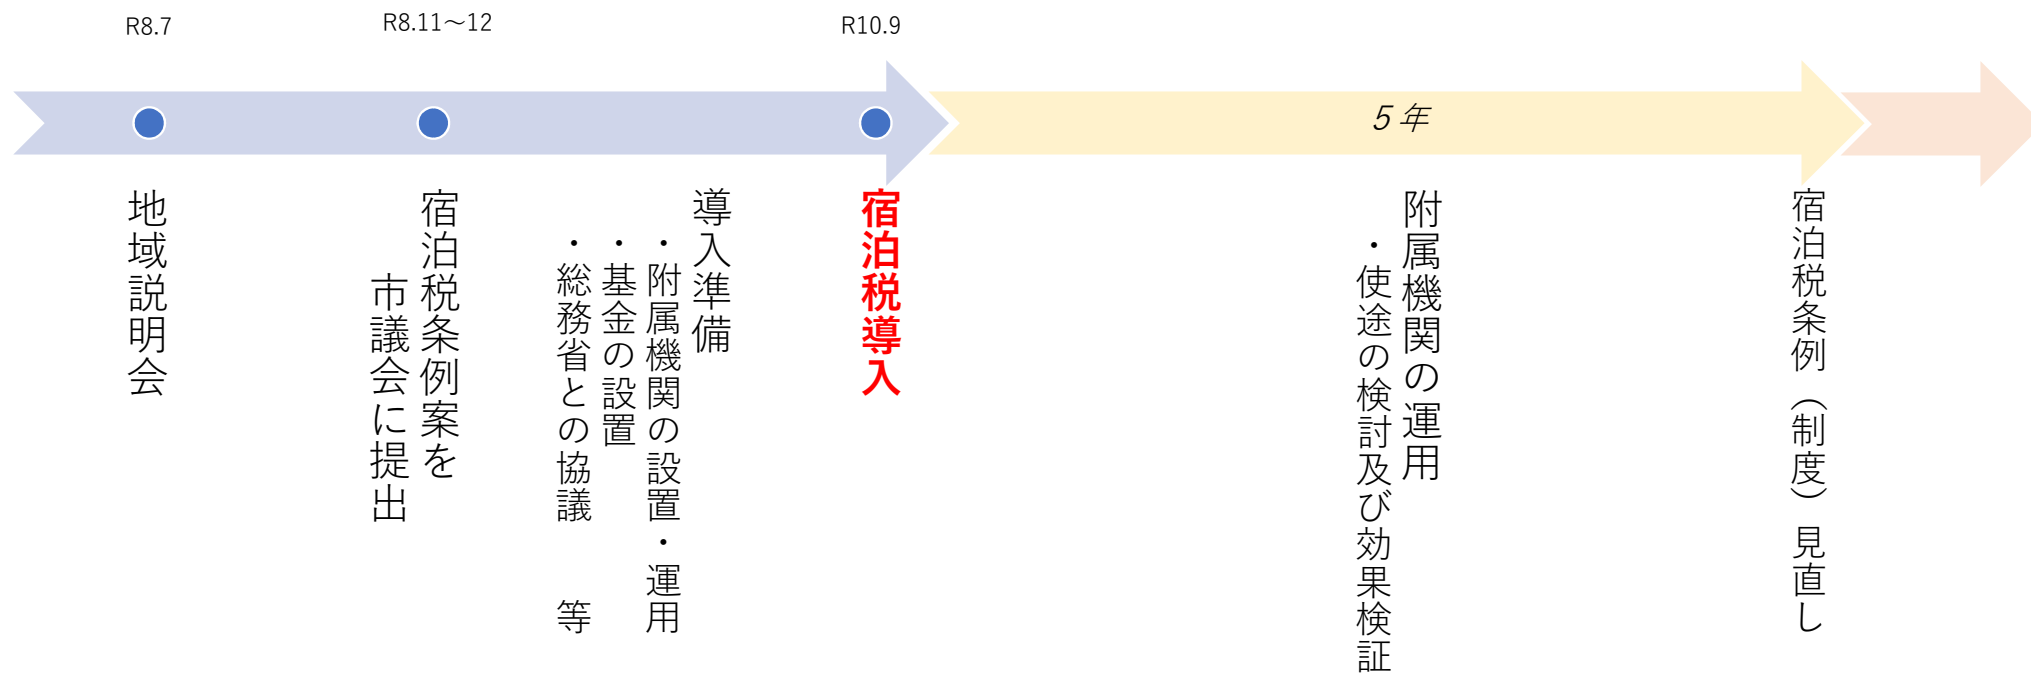 R8.7
R8.11～12
R10.9
５年
地域説明会
宿泊税条例案を
市議会に提出
導入準備
・附属機関の設置・運用
・基金の設置
・総務省との協議　等
宿泊税導入
附属機関の運用
・使途の検討及び効果検証
宿泊税条例（制度）見直し